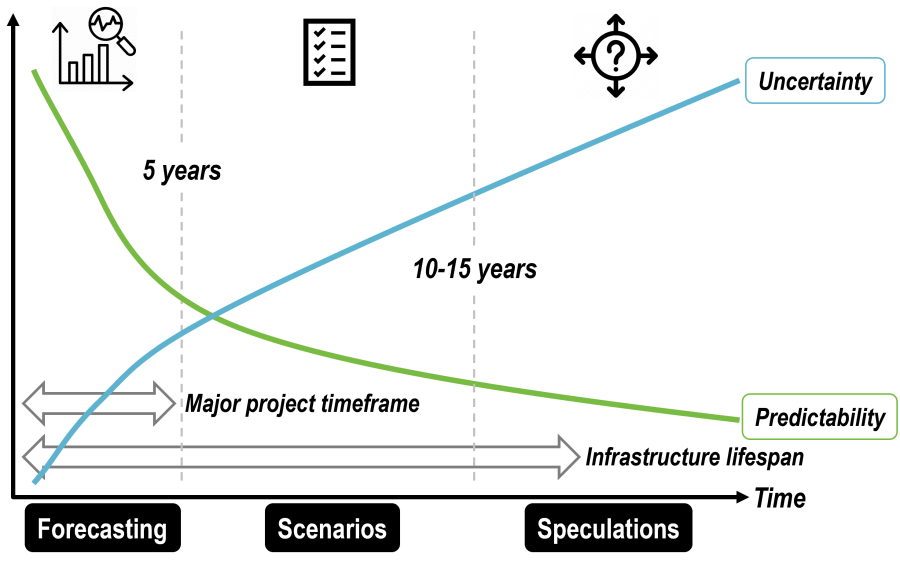 ?
Uncertainty
5 years
10-15 years
Major project timeframe
Predictability
Infrastructure lifespan
Time
Forecasting
Scenarios
Speculations